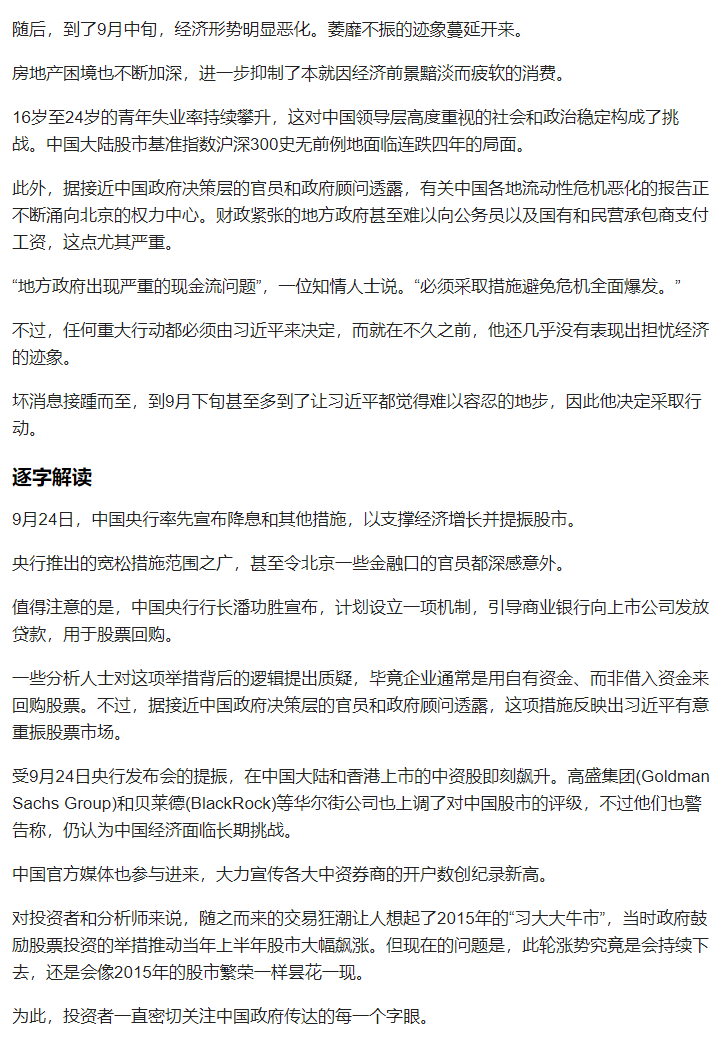 随后，到了9月中旬，经济形势明显恶化。萎靡不振的迹象蔓延开来。
房地产困境也不断加深，进一步抑制了本就因经济前景黯淡而疲软的消费。
16岁至24岁的青年失业率持续攀升，这对中国领导层高度重视的社会和政治稳定构成了挑
战。中国大陆股市基准指数沪深300史无前例地面临连跌四年的局面。
此外，据接近中国政府决策层的官员和政府顾问透露，有关中国各地流动性危机恶化的报告正
不断涌向北京的权力中心。财政紧张的地方政府甚至难以向公务员以及国有和民营承包商支付
工资，这点尤其严重。
“地方政府出现严重的现金流问题”，一位知情人士说。“必须采取措施避免危机全面爆发。”
不过，任何重大行动都必须由习近平来决定，而就在不久之前，他还几乎没有表现出担忧经济
的迹象。
坏消息接踵而至，到9月下旬甚至多到了让习近平都觉得难以容忍的地步，因此他决定采取行
动。
逐字解读
9月24日，中国央行率先宣布降息和其他措施，以支撑经济增长并提振股市。
央行推出的宽松措施范围之广，甚至令北京一些金融口的官员都深感意外。
值得注意的是，中国央行行长潘功胜宣布，计划设立一项机制，引导商业银行向上市公司发放
贷款，用于股票回购。
一些分析人士对这项举措背后的逻辑提出质疑，毕竟企业通常是用自有资金、而非借入资金来
回购股票。不过，据接近中国政府决策层的官员和政府顾问透露，这项措施反映出习近平有意
重振股票市场。
受9月24日央行发布会的提振，在中国大陆和香港上市的中资股即刻飙升。高盛集团(Goldman
Sachs Group)和贝莱德(BlackRock)等华尔街公司也上调了对中国股市的评级，不过他们也警
告称，仍认为中国经济面临长期挑战。
中国官方媒体也参与进来，大力宣传各大中资券商的开户数创纪录新高。
对投资者和分析师来说，随之而来的交易狂潮让人想起了2015年的“习大大牛市”，当时政府鼓
励股票投资的举措推动当年上半年股市大幅飙涨。但现在的问题是，此轮涨势究竟是会持续下
去，还是会像2015年的股市繁荣一样昙花一现。
为此，投资者一直密切关注中国政府传达的每一个字眼。